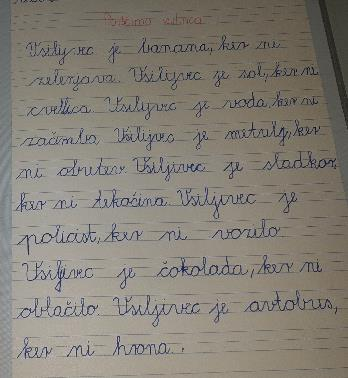 Poiščimo vsiljivca
Vsiljivec je banana, ker ni
zelenjava. Vsiljivec je sol, ker ni
cvetlica. Vsiljivec je voda, ker ni
začimba. Vsiljivec je metulj, ker
ni obutev. Vsiljivec je sladkor,
ker ni tekočina. Vsiljivec je
policist, ker ni vozilo.
Vsiljivec je čokolada, ker ni
oblačilo. Vsiljivec je avtobus,
ker ni hrana.